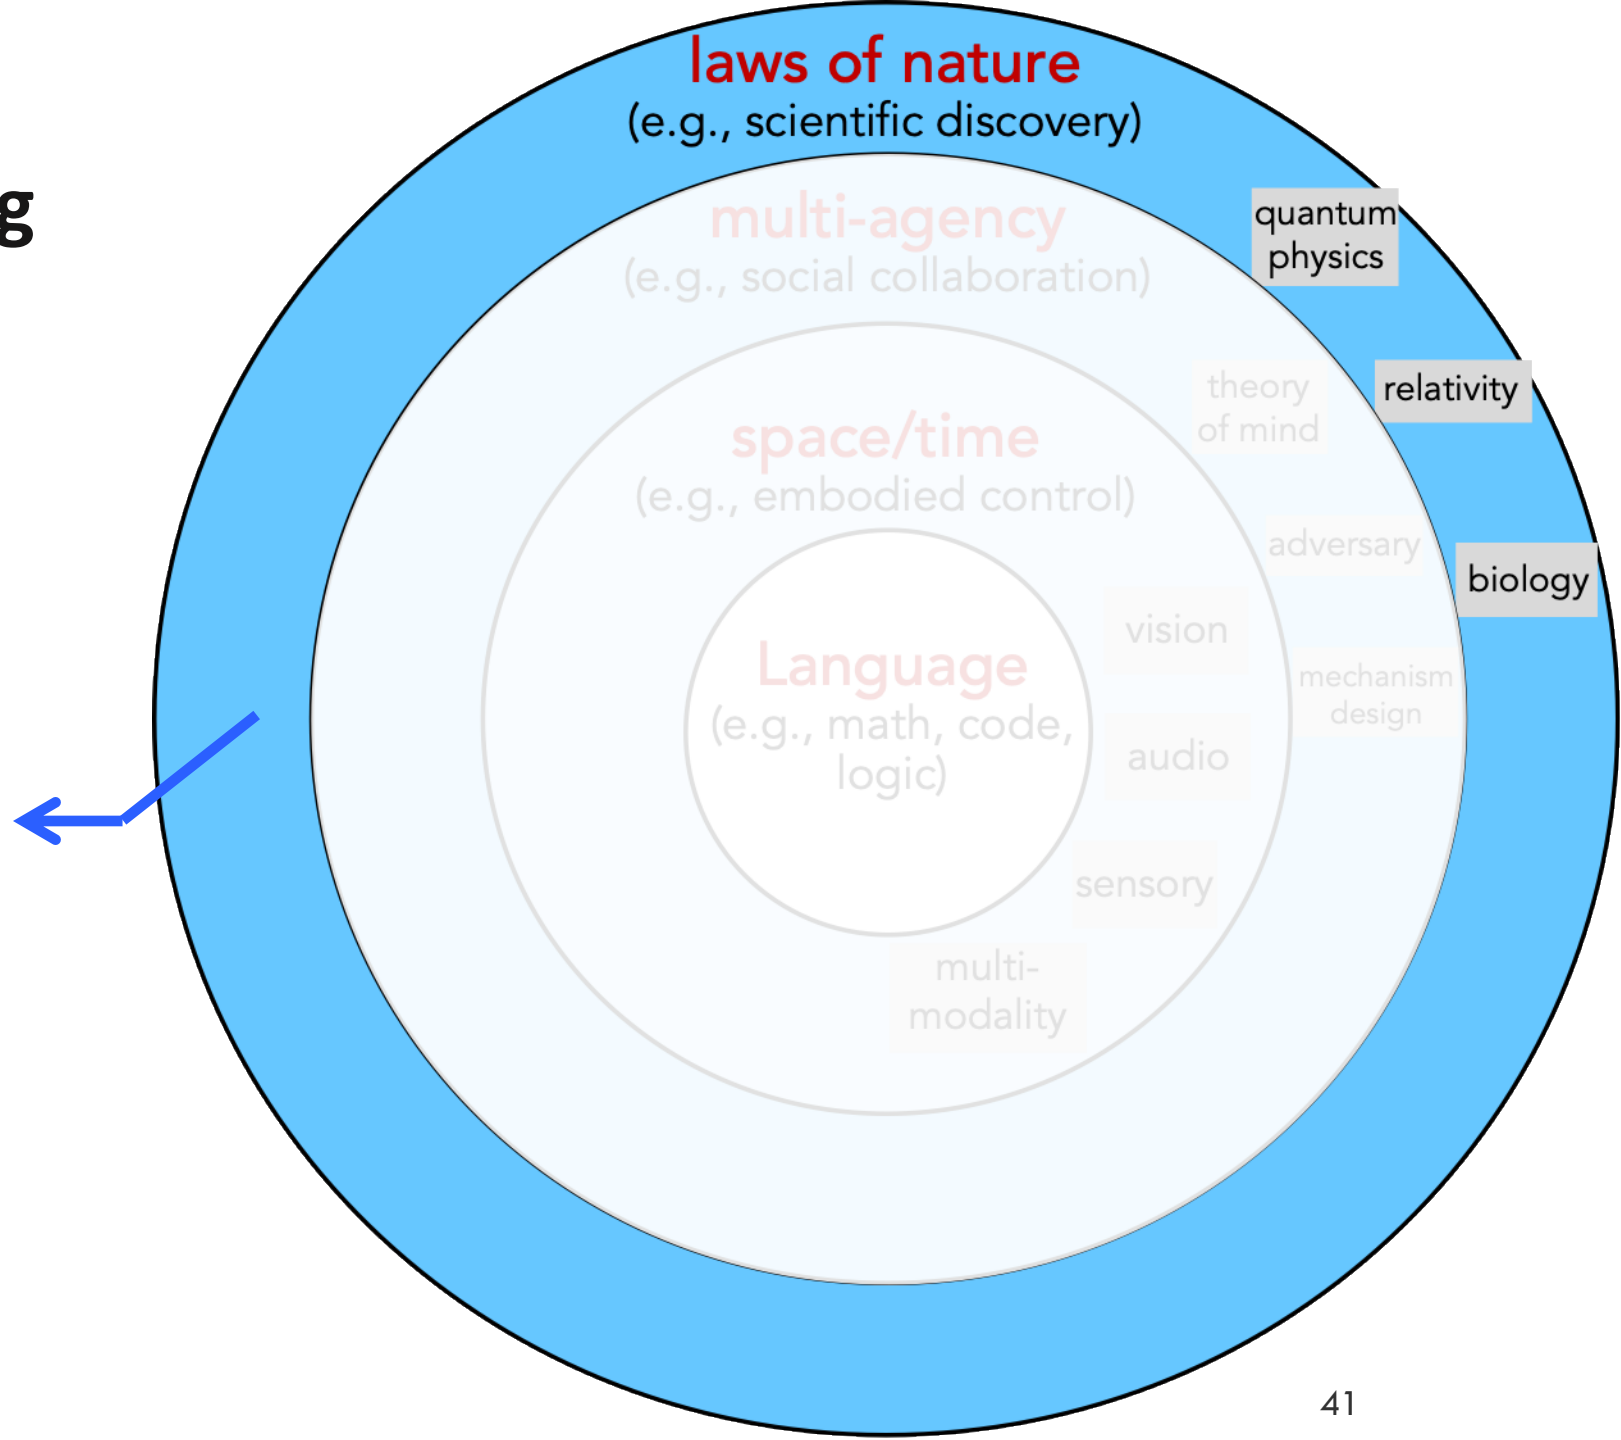 laws of nature
(e.g., scientific discovery)
g
multi-agency
(e.g., social collaboration)
quantum
physics
theory
of mind
relativity
space/time
(e.g., embodied control)
adversary
biology
vision
Language
(e.g., math, code,
logic)
mechanism
design
audio
sensory
multi-
modality
41